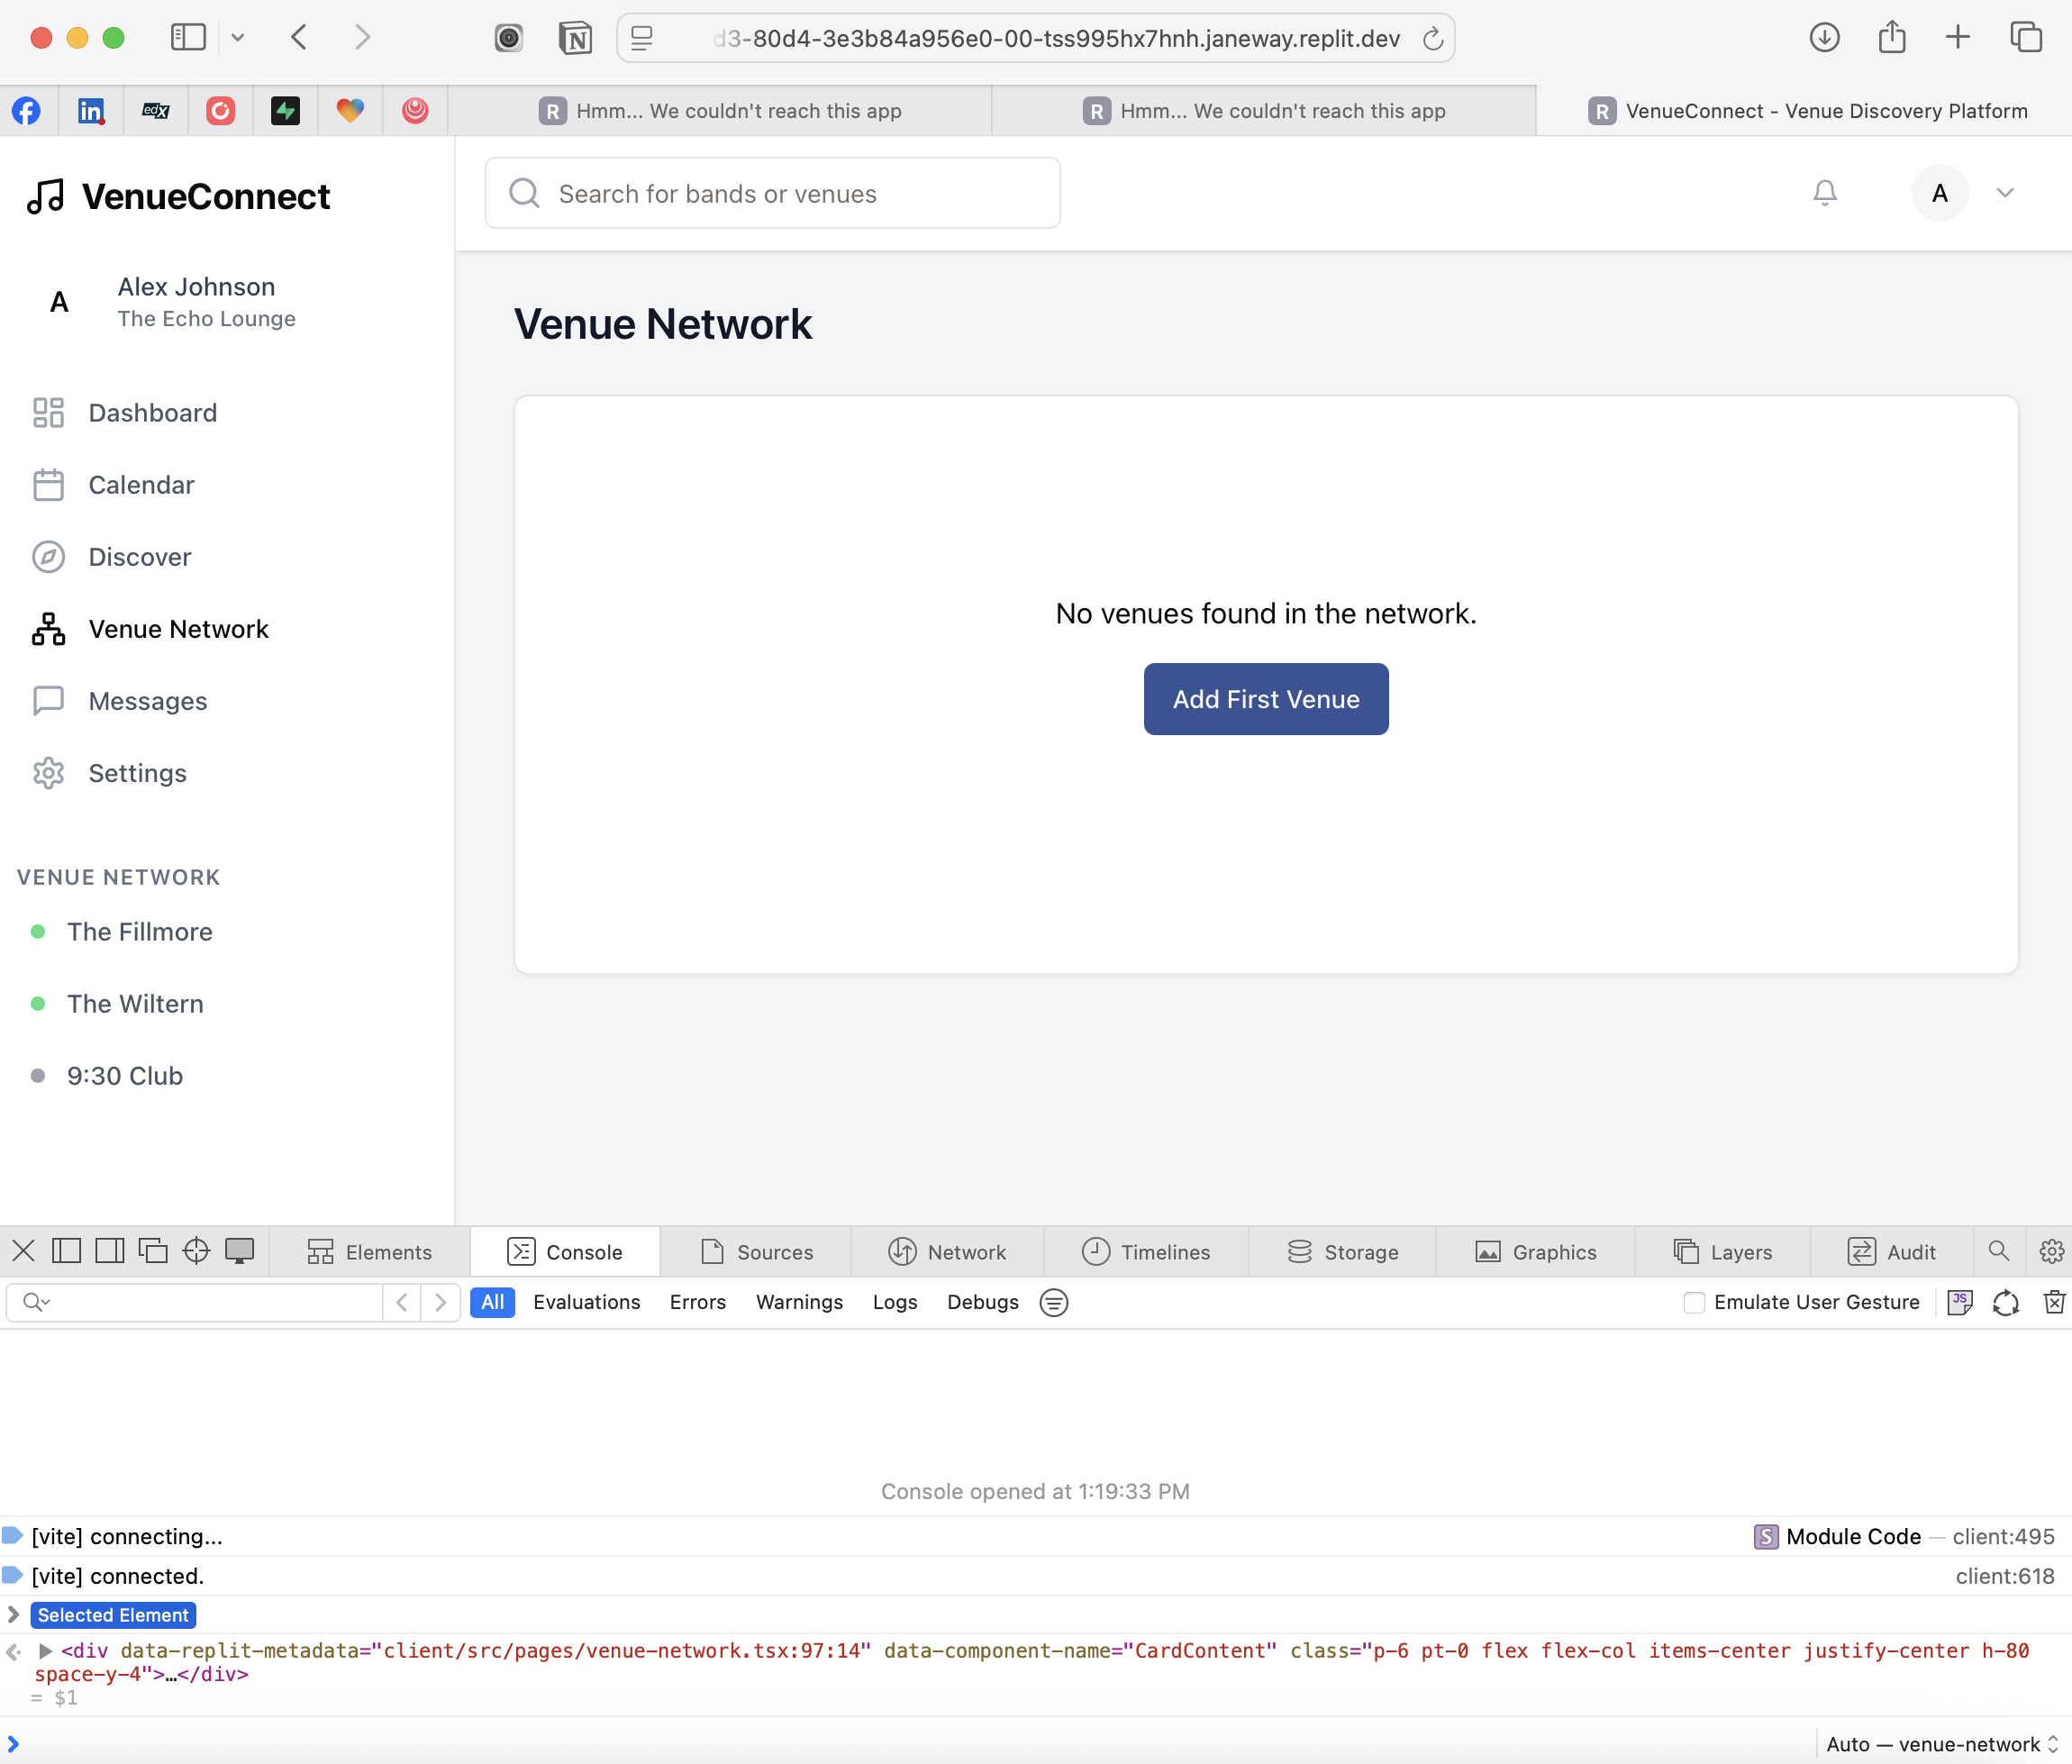 d3-80d4-3e3b84a956e0-00-tss995hx7hnh.janeway.replit.dev
in
edX
R Hmm... We couldn't reach this app
R Hmm... We couldn't reach this app
R VenueConnect - Venue Discovery Platform
VenueConnect
Search for bands or venues
A
A
Alex Johnson
The Echo Lounge
Dashboard
Calendar
Discover
Venue Network
Messages
Settings
VENUE NETWORK
The Fillmore
The Wiltern
9:30 Club
Venue Network
No venues found in the network.
Add First Venue
Elements
Console
Sources
Network
Timelines
Storage
Graphics
Layers
Audit
All
Evaluations
Errors
Warnings
Logs
Debugs
Emulate User Gesture
JS
Console opened at 1:19:33 PM
[vite] connecting...
S Module Code — client:495
[vite] connected.
client:618
Selected Element
<div data-replit-metadata="client/src/pages/venue-network.tsx:97:14" data-component-name="CardContent" class="p-6 pt-0 flex flex-col items-center justify-center h-80
space-y-4">…</div>
= $1
Auto — venue-network